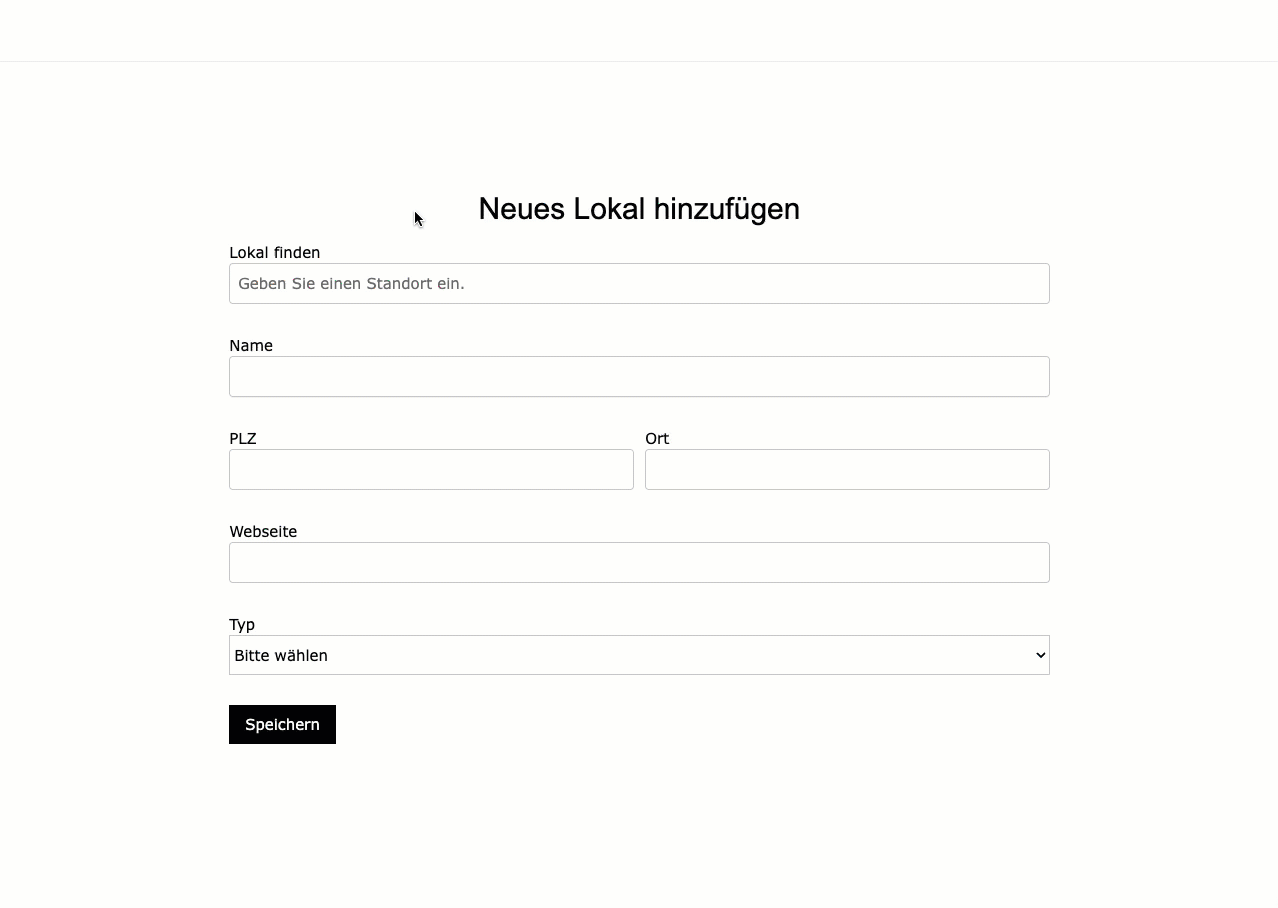 Neues Lokal hinzufügen
Lokal finden
Geben Sie einen Standort ein.
Name
PLZ
Ort
Webseite
Typ
Bitte wählen
Speichern